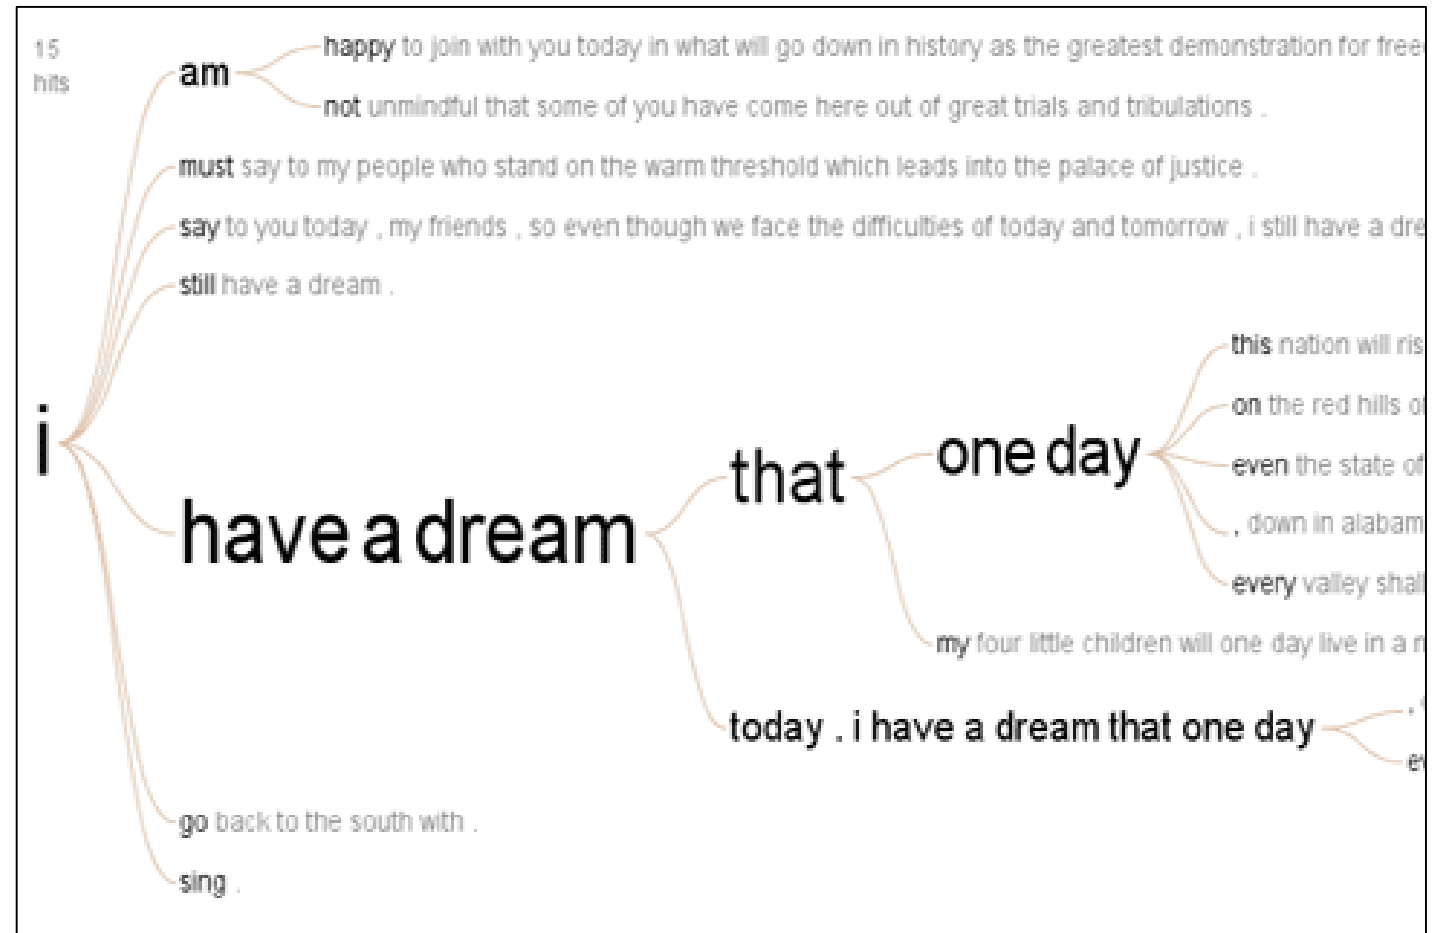 15
hits
i
am
happy to join with you today in what will go down in history as the greatest demonstration for free
not unmindful that some of you have come here out of great trials and tribulations .
must say to my people who stand on the warm threshold which leads into the palace of justice .
say to you today , my friends , so even though we face the difficulties of today and tomorrow , i still have a dre
still have a dream .
have a dream
that
one day
this nation will ris
on the red hills of
even the state of
, down in alabam
every valley shall
my four little children will one day live in a n
today . i have a dream that one day
,
ev
go back to the south with .
sing .